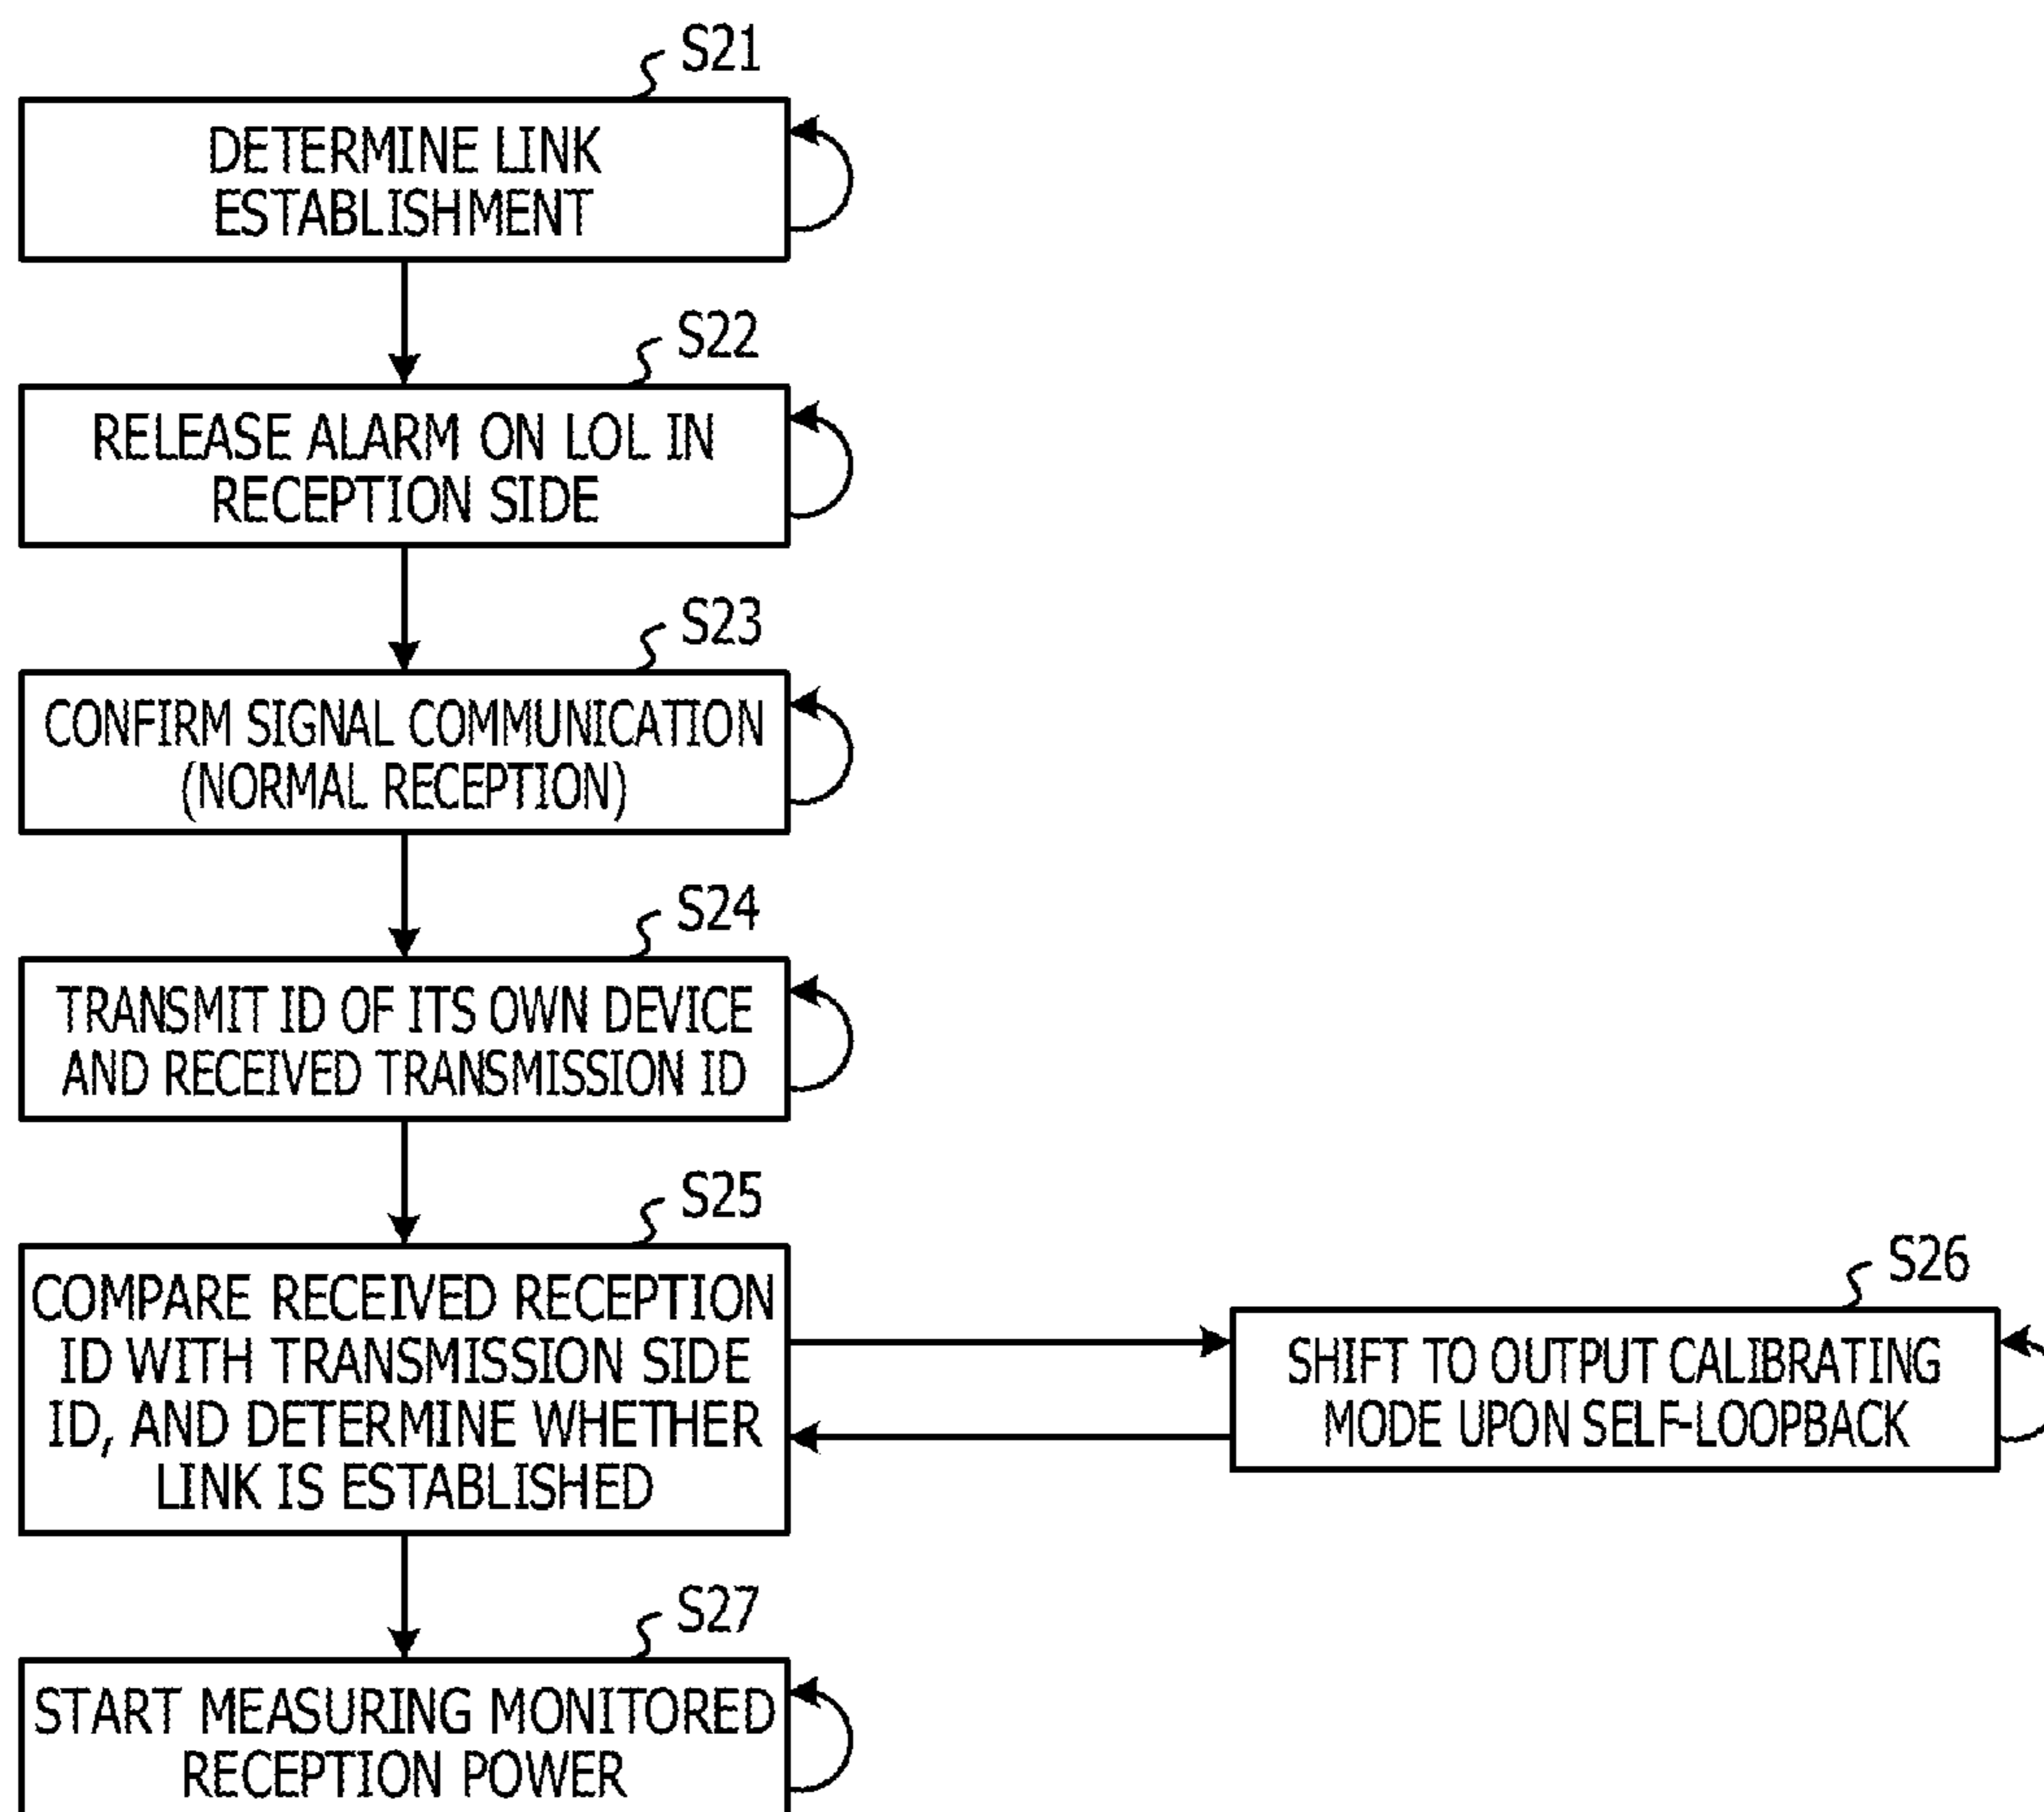 S21
DETERMINE LINK
ESTABLISHMENT
S22
RELEASE ALARM ON LOL IN
RECEPTION SIDE
S23
CONFIRM SIGNAL COMMUNICATION
(NORMAL RECEPTION)
S24
TRANSMIT ID OF ITS OWN DEVICE
AND RECEIVED TRANSMISSION ID
S25
COMPARE RECEIVED RECEPTION
ID WITH TRANSMISSION SIDE
ID, AND DETERMINE WHETHER
LINK IS ESTABLISHED
S26
SHIFT TO OUTPUT CALIBRATING
MODE UPON SELF-LOOPBACK
S27
START MEASURING MONITORED
RECEPTION POWER